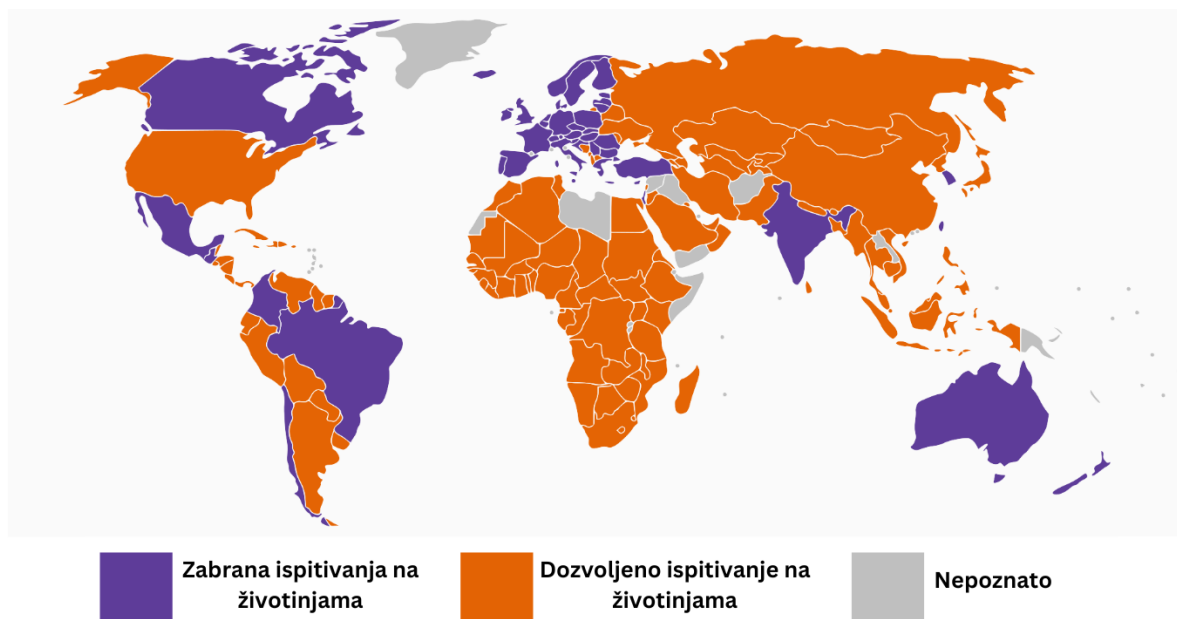 Zabrana ispitivanja na
životinjama
Dozvoljeno ispitivanje na
životinjama
Nepoznato